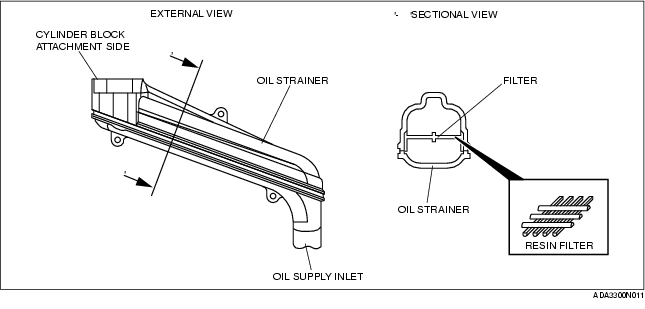 EXTERNAL VIEW
SECTIONAL VIEW
CYLINDER BLOCK
ATTACHMENT SIDE
OIL STRAINER
FILTER
OIL STRAINER
RESIN FILTER
OIL SUPPLY INLET
ADA3300N011